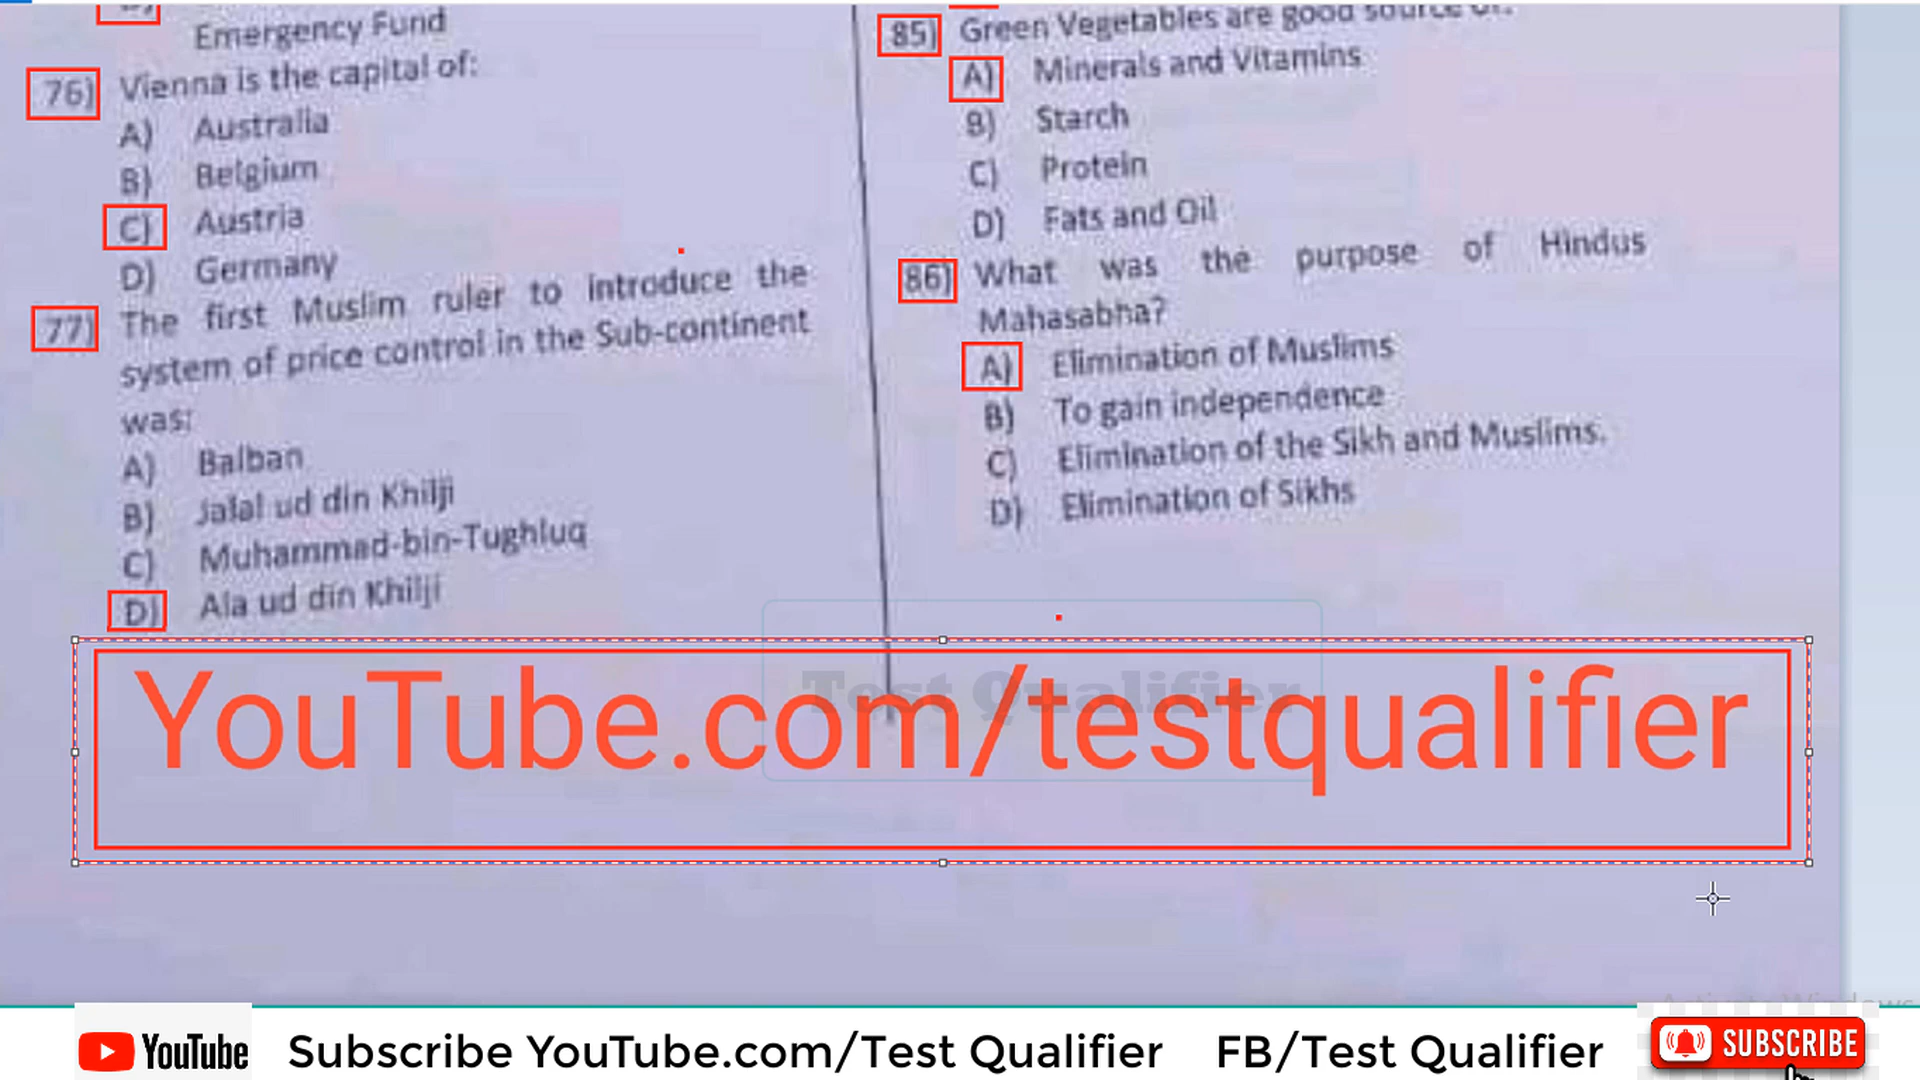 Emergency Fund
76) Vienna is the capital of:
A) Australia
B) Belgium
C) Austria
D) Germany
77) The first Muslim ruler to introduce the
system of price control in the Sub-continent
was:
A) Balban
B) Jalal ud din Khilji
C) Muhammad-bin-Tughluq
D) Ala ud din Khilji
85) Green Vegetables are good source of:
A) Minerals and Vitamins
B) Starch
C) Protein
D) Fats and Oil
86) What was the purpose of Hindus
Mahasabha?
A) Elimination of Muslims
B) To gain independence
C) Elimination of the Sikh and Muslims.
D) Elimination of Sikhs
Test Qualifier
YouTube.com/testqualifier
YouTube Subscribe YouTube.com/Test Qualifier FB/Test Qualifier SUBSCRIBE